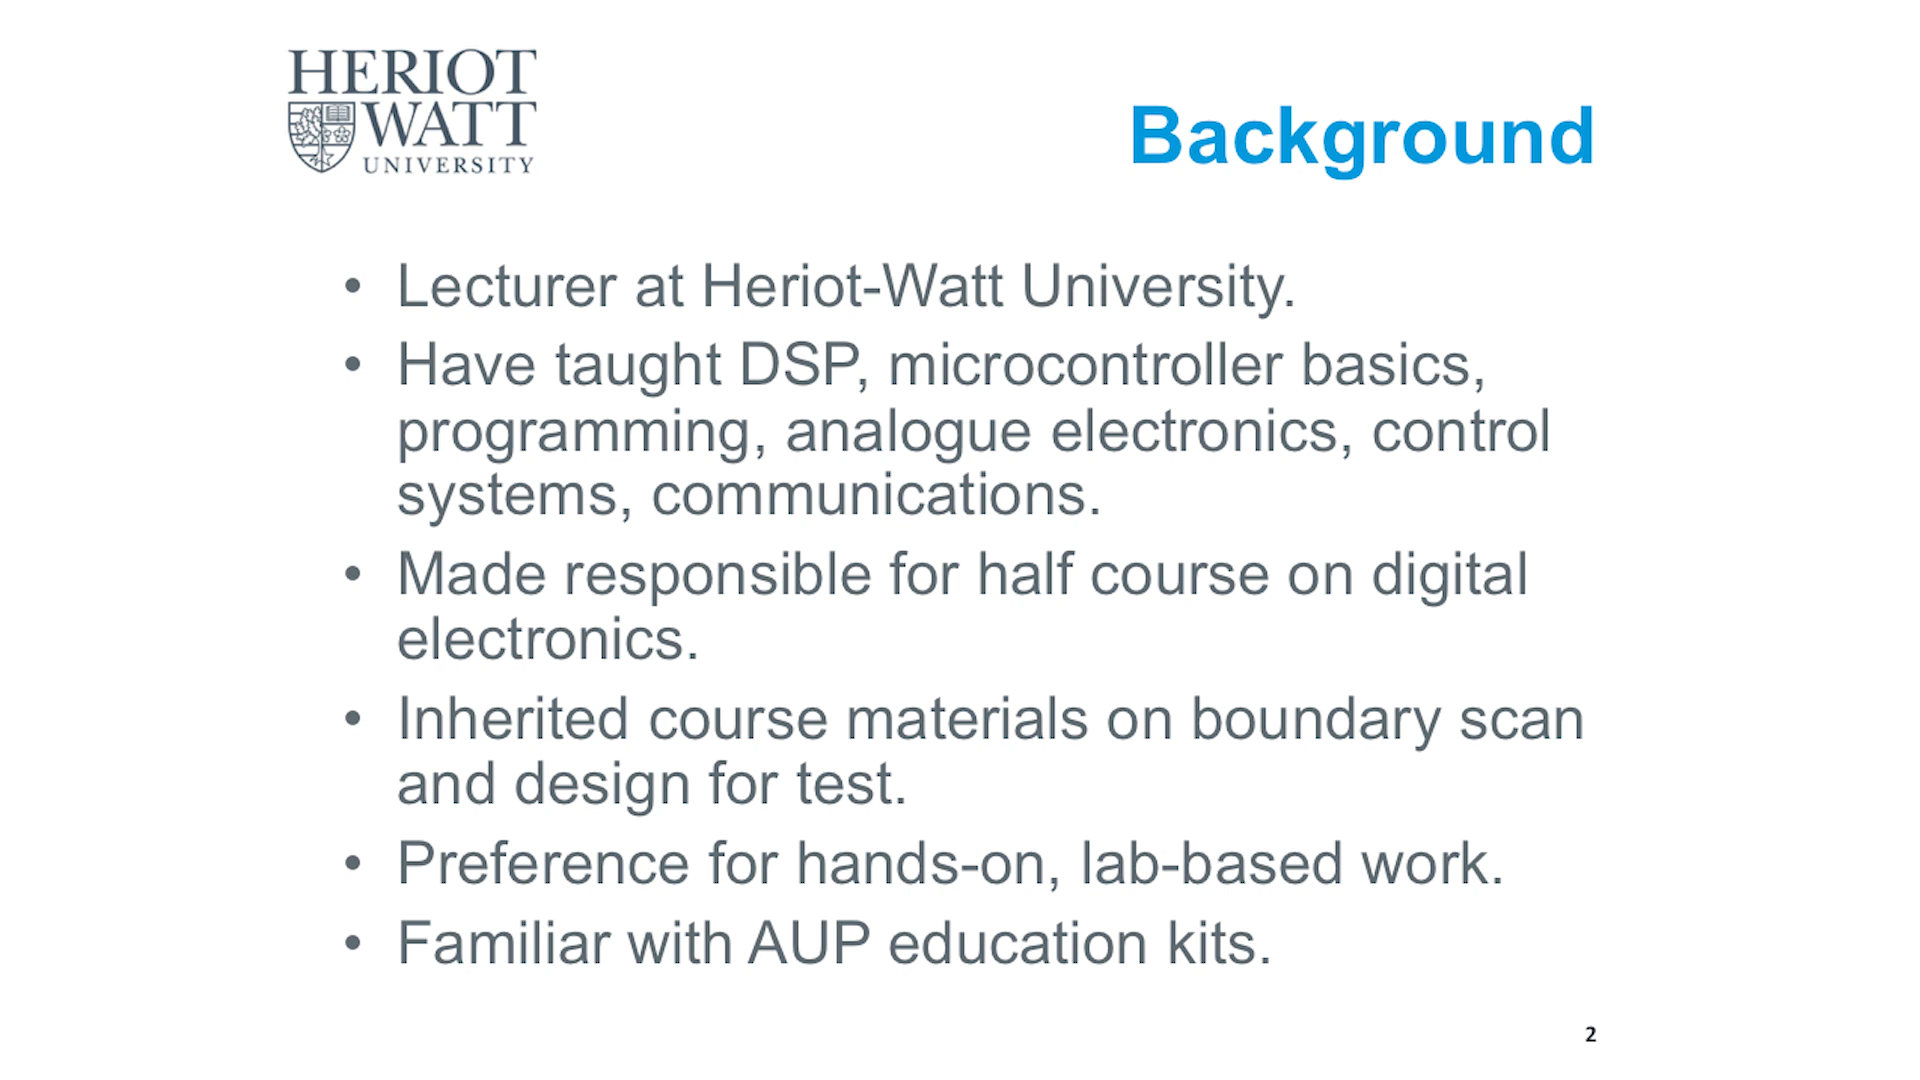 HERIOT
WATT
UNIVERSITY
Background
• Lecturer at Heriot-Watt University.
• Have taught DSP, microcontroller basics,
programming, analogue electronics, control
systems, communications.
• Made responsible for half course on digital
electronics.
• Inherited course materials on boundary scan
and design for test.
• Preference for hands-on, lab-based work.
• Familiar with AUP education kits.
2